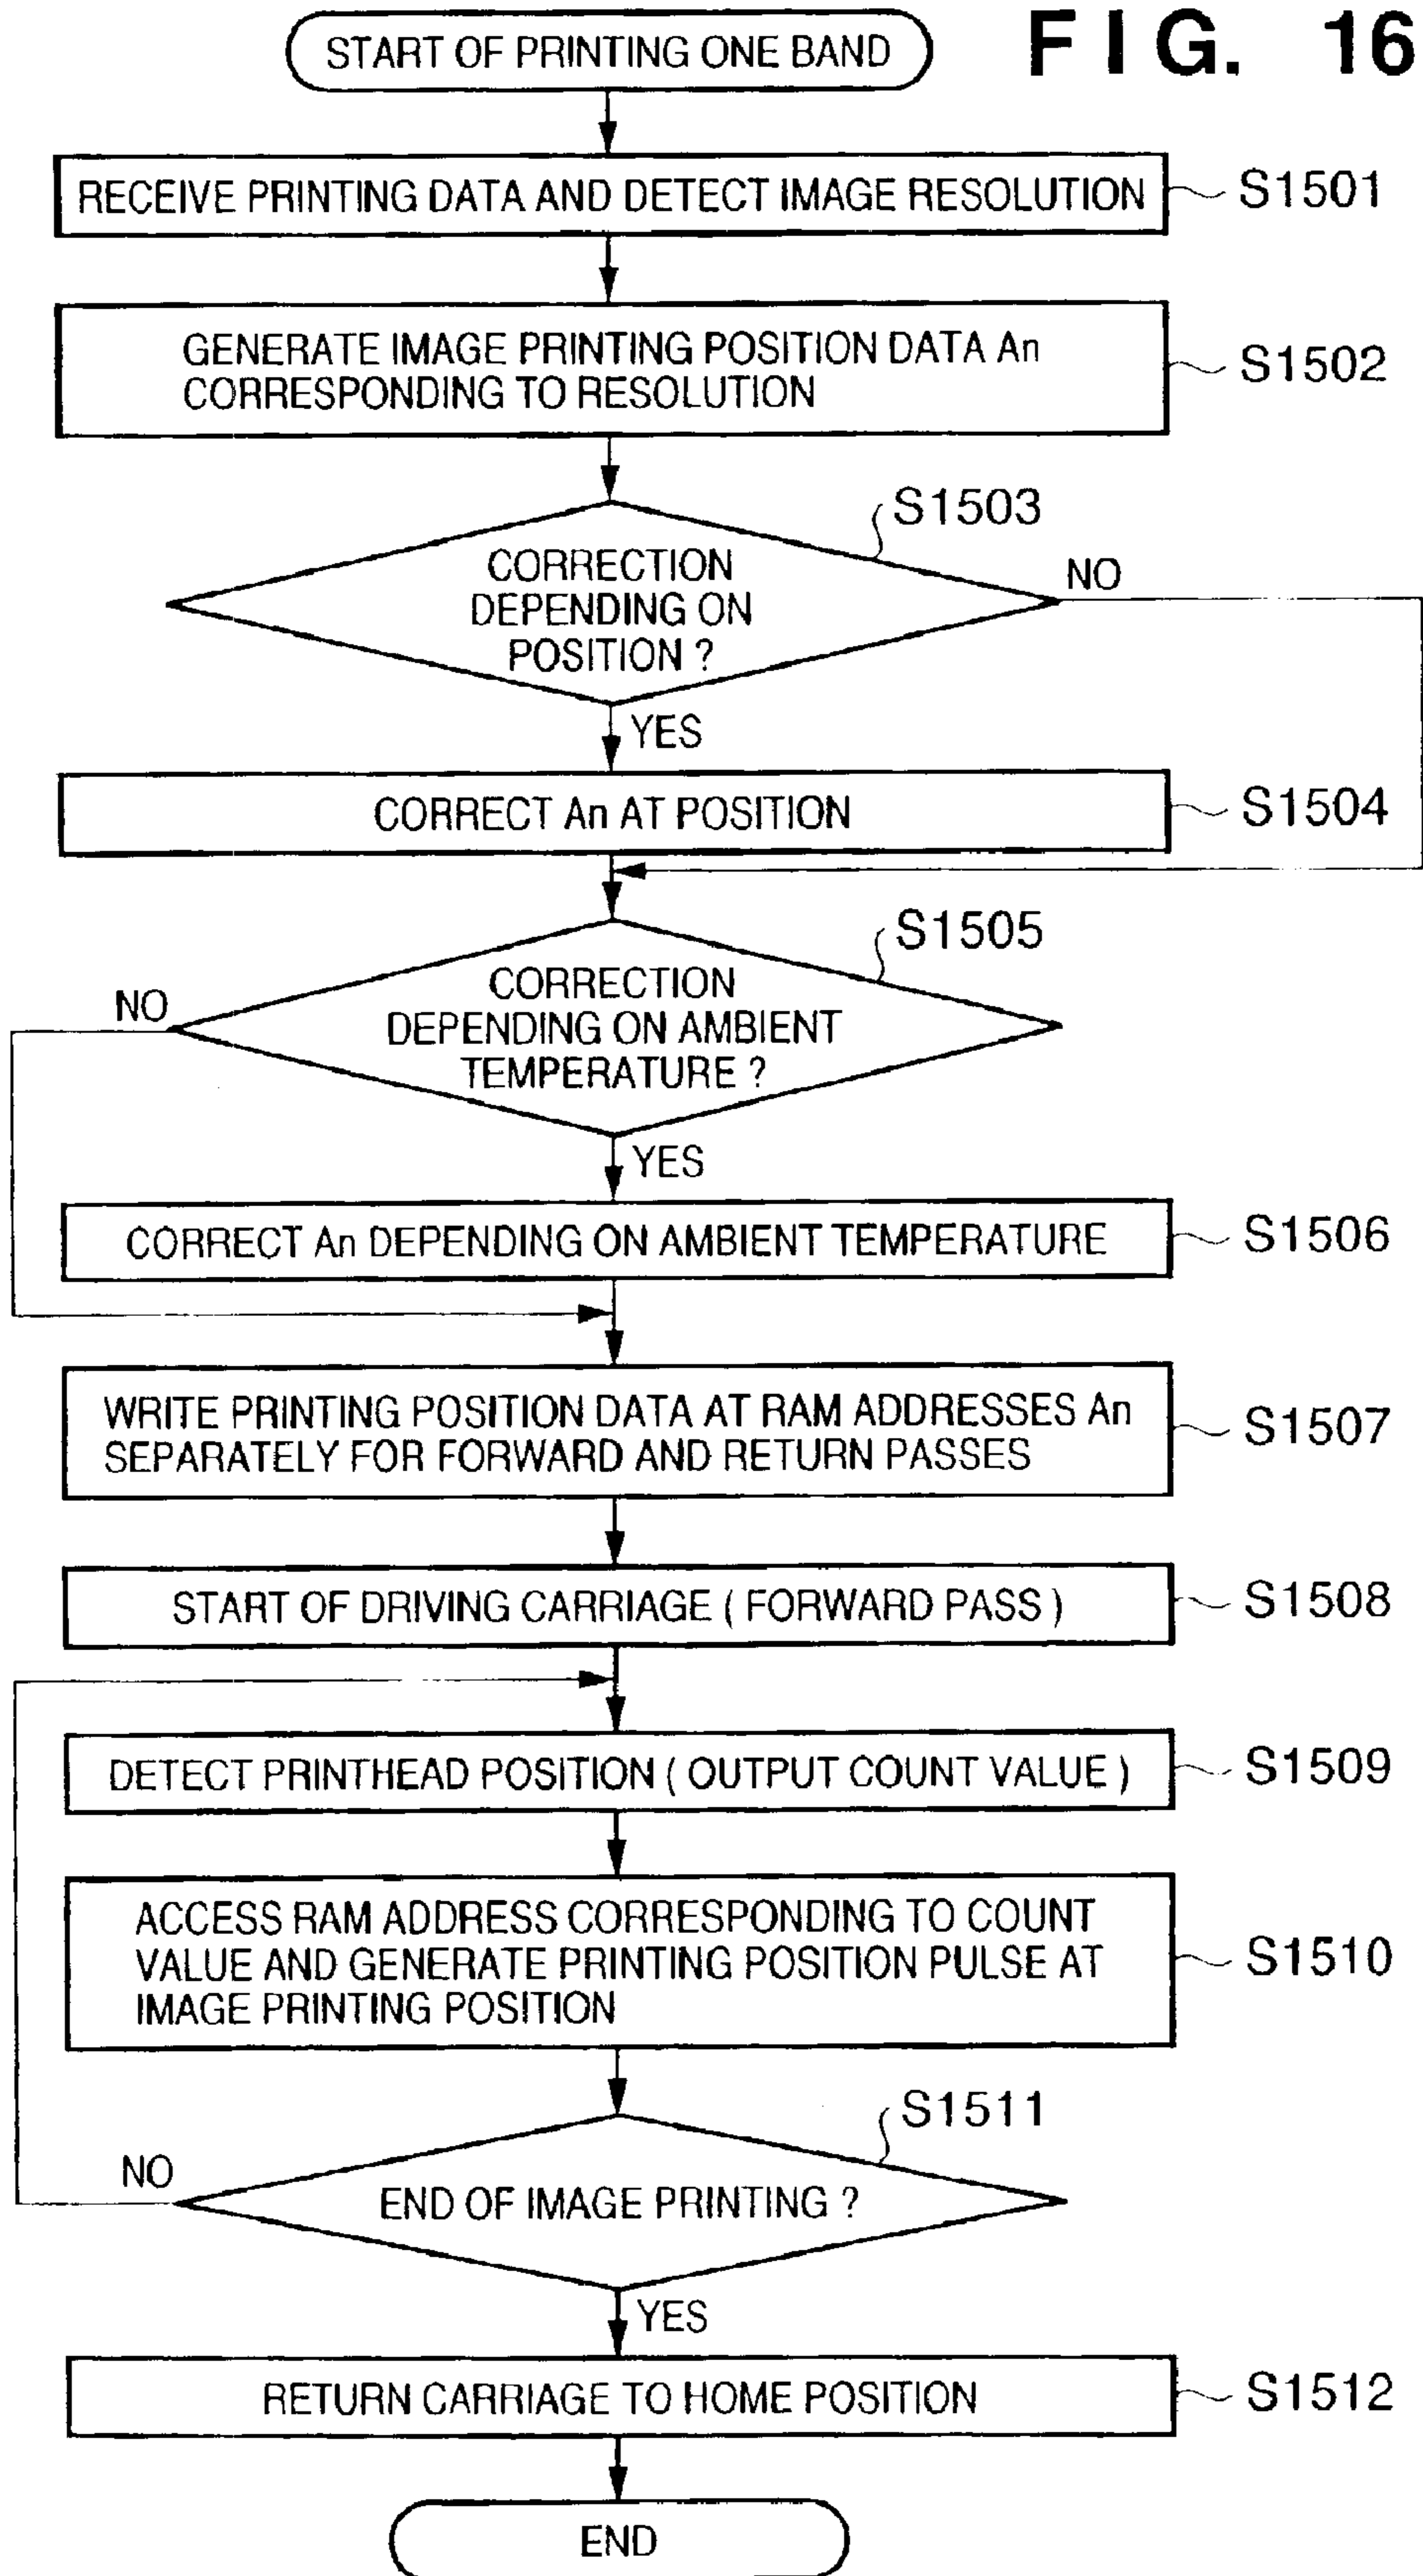 FIG. 16
START OF PRINTING ONE BAND
RECEIVE PRINTING DATA AND DETECT IMAGE RESOLUTION
S1501
GENERATE IMAGE PRINTING POSITION DATA An
CORRESPONDING TO RESOLUTION
S1502
S1503
CORRECTION
DEPENDING ON
POSITION ?
NO
YES
CORRECT An AT POSITION
S1504
S1505
CORRECTION
DEPENDING ON AMBIENT
TEMPERATURE ?
NO
YES
CORRECT An DEPENDING ON AMBIENT TEMPERATURE
S1506
WRITE PRINTING POSITION DATA AT RAM ADDRESSES An
SEPARATELY FOR FORWARD AND RETURN PASSES
S1507
START OF DRIVING CARRIAGE ( FORWARD PASS )
S1508
DETECT PRINTHEAD POSITION ( OUTPUT COUNT VALUE )
S1509
ACCESS RAM ADDRESS CORRESPONDING TO COUNT
VALUE AND GENERATE PRINTING POSITION PULSE AT
IMAGE PRINTING POSITION
S1510
S1511
END OF IMAGE PRINTING ?
NO
YES
RETURN CARRIAGE TO HOME POSITION
S1512
END